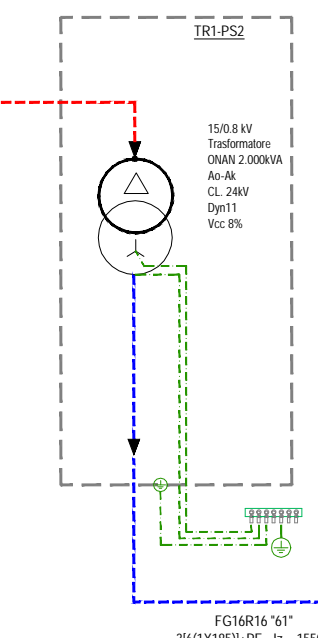 TR1-PS2
15/0.8 kV
Trasformatore
ONAN 2.000kVA
Ao-Ak
CL. 24kV
Dyn11
Vcc 8%
FG16R16 "61"